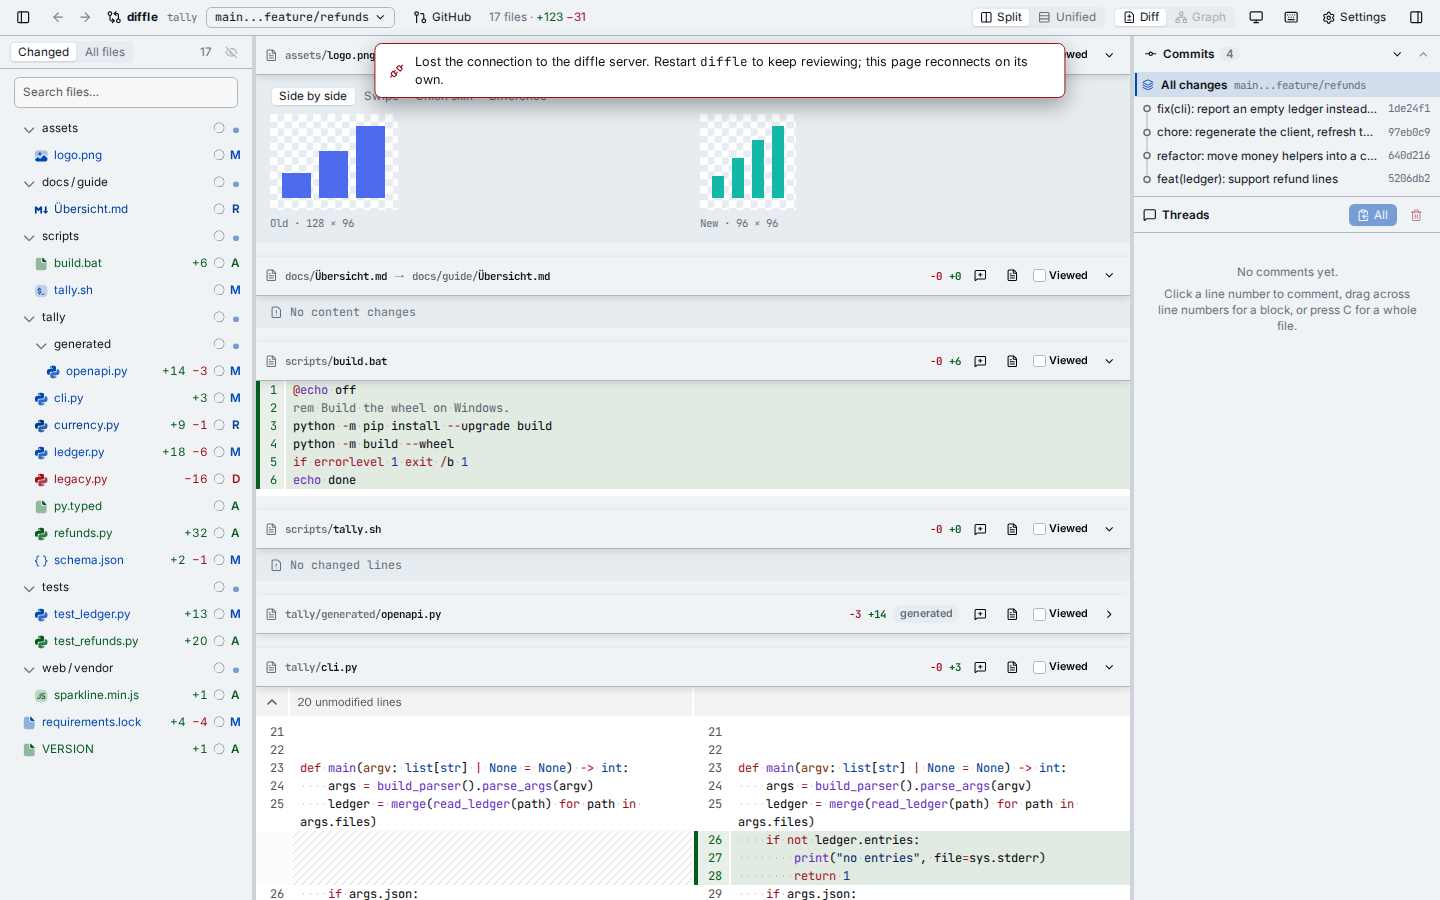 diffle tally main...feature/refunds GitHub 17 files · +123 −31 Split Unified Diff Graph Settings
Changed All files 17
Search files...
assets
logo.png M
docs/guide
Übersicht.md R
scripts
build.bat +6 A
tally.sh M
tally
generated
openapi.py +14 −3 M
cli.py +3 M
currency.py +9 −1 R
ledger.py +18 −6 M
legacy.py −16 D
py.typed A
refunds.py +32 A
schema.json +2 −1 M
tests
test_ledger.py +13 M
test_refunds.py +20 A
web/vendor
sparkline.min.js +1 A
requirements.lock +4 −4 M
VERSION +1 A
assets/logo.png
Lost the connection to the diffle server. Restart diffle to keep reviewing; this page reconnects on its
own.
Side by side
Old · 128 × 96
New · 96 × 96
docs/Übersicht.md → docs/guide/Übersicht.md -0 +0 Viewed
No content changes
scripts/build.bat -0 +6 Viewed
1 @echo off
2 rem Build the wheel on Windows.
3 python -m pip install --upgrade build
4 python -m build --wheel
5 if errorlevel 1 exit /b 1
6 echo done
scripts/tally.sh -0 +0 Viewed
No changed lines
tally/generated/openapi.py -3 +14 generated Viewed
tally/cli.py -0 +3 Viewed
20 unmodified lines
21
22
23 def main(argv: list[str] | None = None) -> int:
24 args = build_parser().parse_args(argv)
25 ledger = merge(read_ledger(path) for path in
args.files)
26 if args.json:
21
22
23 def main(argv: list[str] | None = None) -> int:
24 args = build_parser().parse_args(argv)
25 ledger = merge(read_ledger(path) for path in
args.files)
26 if not ledger.entries:
27 print("no entries", file=sys.stderr)
28 return 1
29 if args.json:
Commits 4
All changes main...feature/refunds
fix(cli): report an empty ledger instead... 1de24f1
chore: regenerate the client, refresh t... 97eb0c9
refactor: move money helpers into a c... 640d216
feat(ledger): support refund lines 5206db2
Threads All
No comments yet.
Click a line number to comment, drag across
line numbers for a block, or press C for a whole
file.